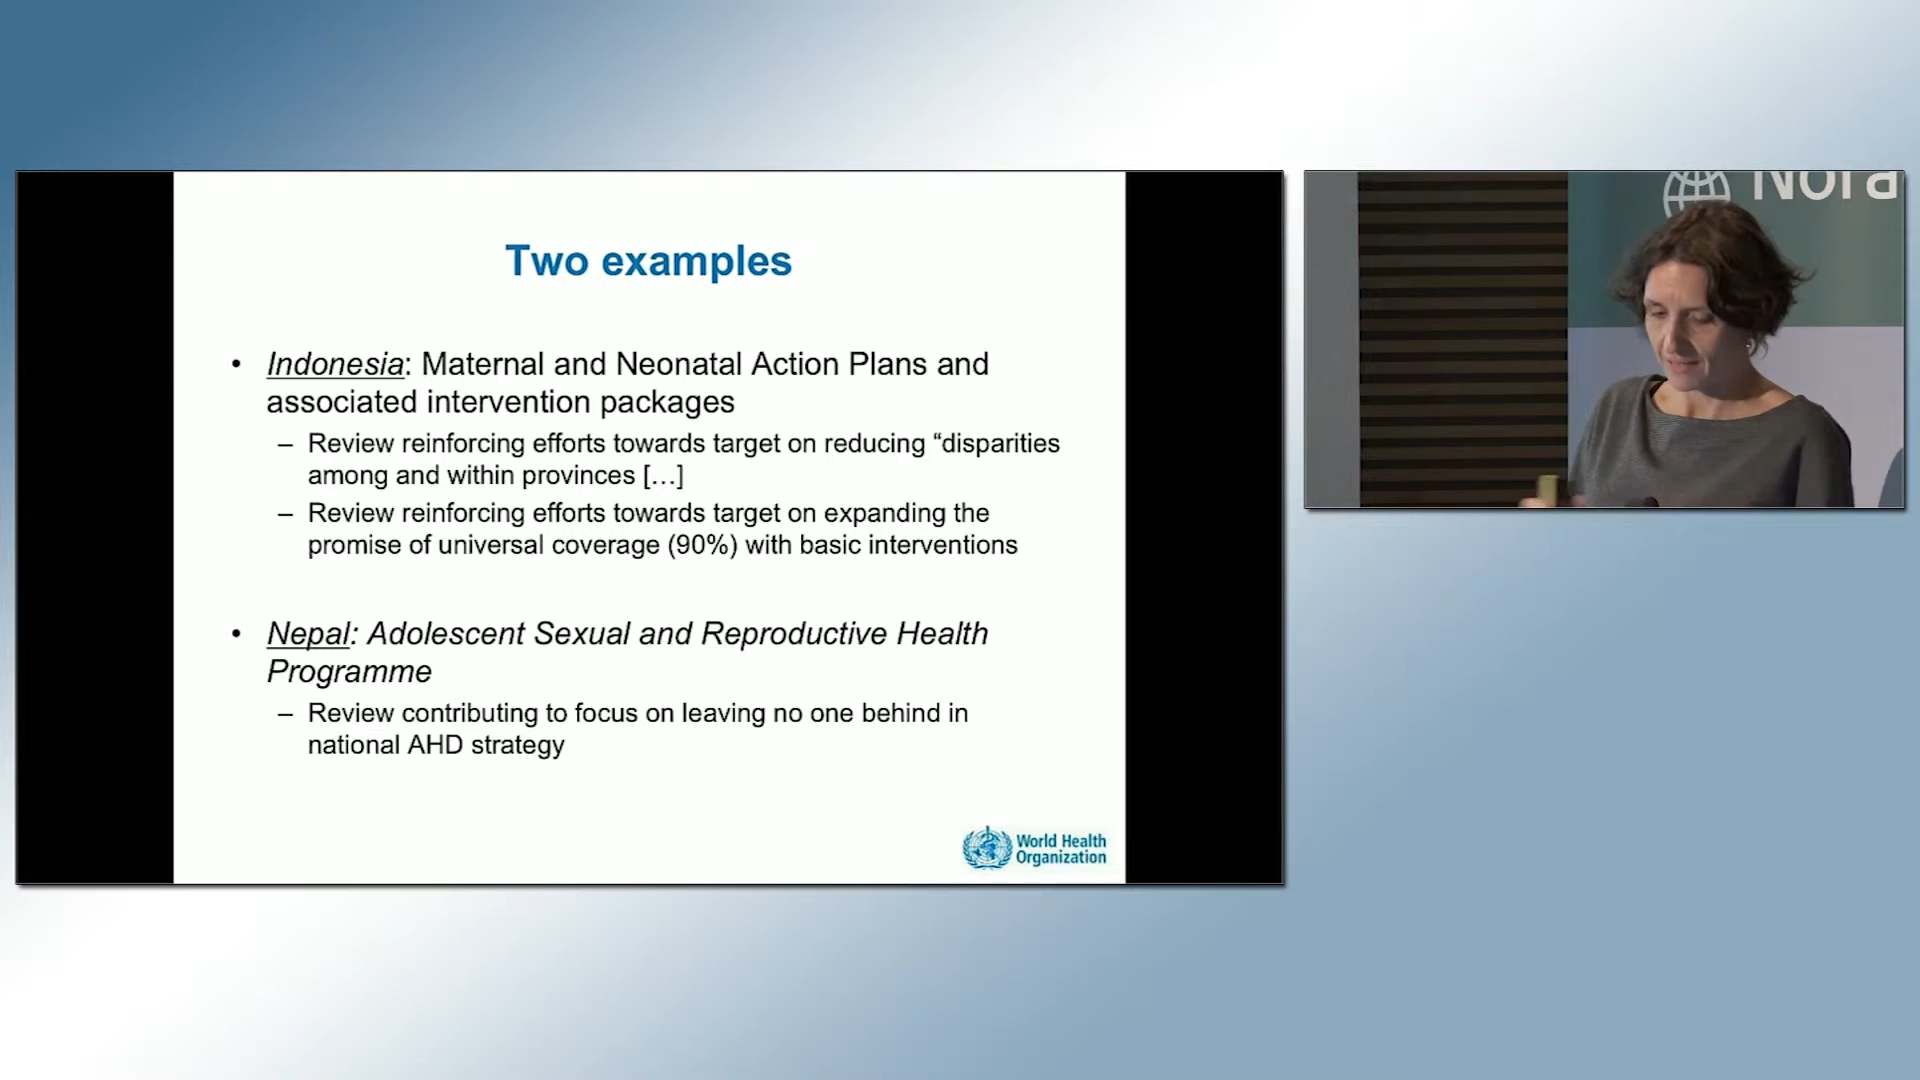 Two examples
• Indonesia: Maternal and Neonatal Action Plans and
associated intervention packages
– Review reinforcing efforts towards target on reducing “disparities
among and within provinces […]
– Review reinforcing efforts towards target on expanding the
promise of universal coverage (90%) with basic interventions
• Nepal: Adolescent Sexual and Reproductive Health
Programme
– Review contributing to focus on leaving no one behind in
national AHD strategy
World Health
Organization